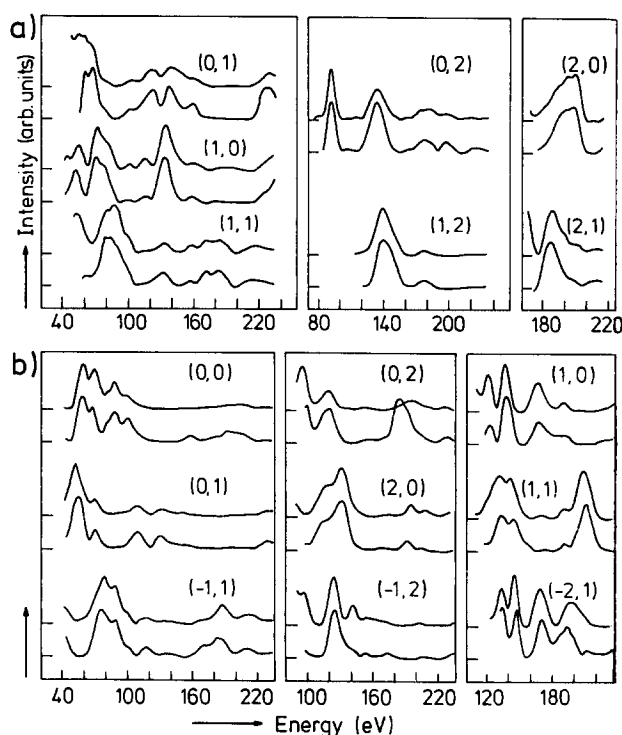 a)
Intensity (arb. units)
(0,1)
(1,0)
(1,1)
(0,2)
(1,2)
(2,0)
(2,1)
40 100 160 220
80 140 200
180 220
b)
(0,0)
(0,1)
(-1,1)
(0,2)
(2,0)
(-1,2)
(1,0)
(1,1)
(-2,1)
40 100 160 220
100 160 220
120 200
Energy (eV)